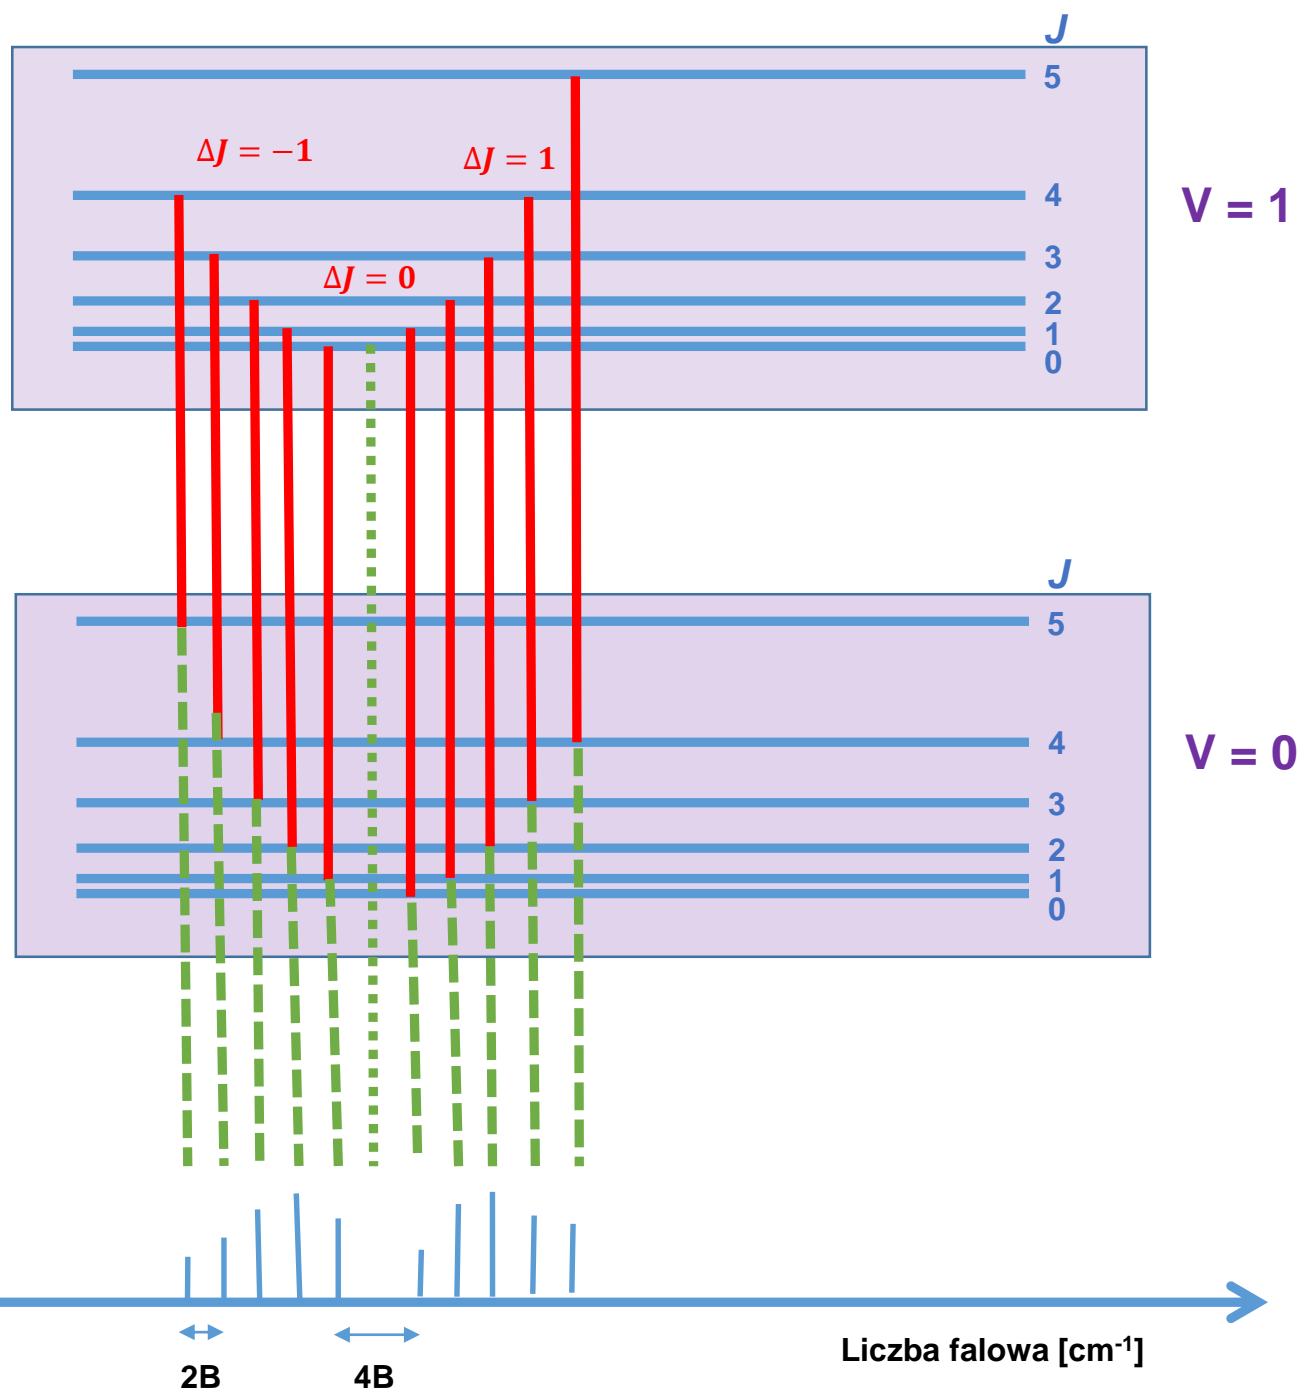 J
5
ΔJ = −1
ΔJ = 1
4
V = 1
3
ΔJ = 0
2
1
0
J
5
4
V = 0
3
2
1
0
2B
4B
Liczba falowa [cm⁻¹]